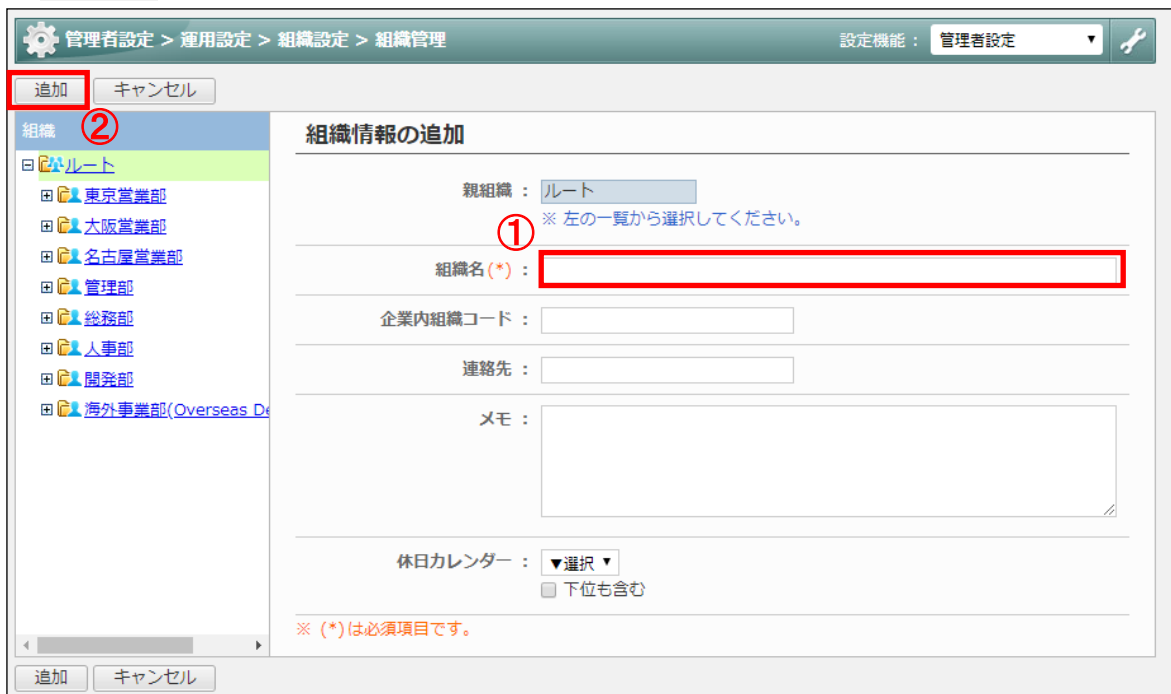 管理者設定 > 運用設定 > 組織設定 > 組織管理
設定機能： 管理者設定
追加 キャンセル
②
組織
ルート
東京営業部
大阪営業部
名古屋営業部
管理部
総務部
人事部
開発部
海外事業部(Overseas De
組織情報の追加
親組織 ： ルート
※ 左の一覧から選択してください。
①
組織名(*) ：
企業内組織コード ：
連絡先 ：
メモ ：
休日カレンダー ： ▼選択
下位も含む
※ (*)は必須項目です。
追加 キャンセル